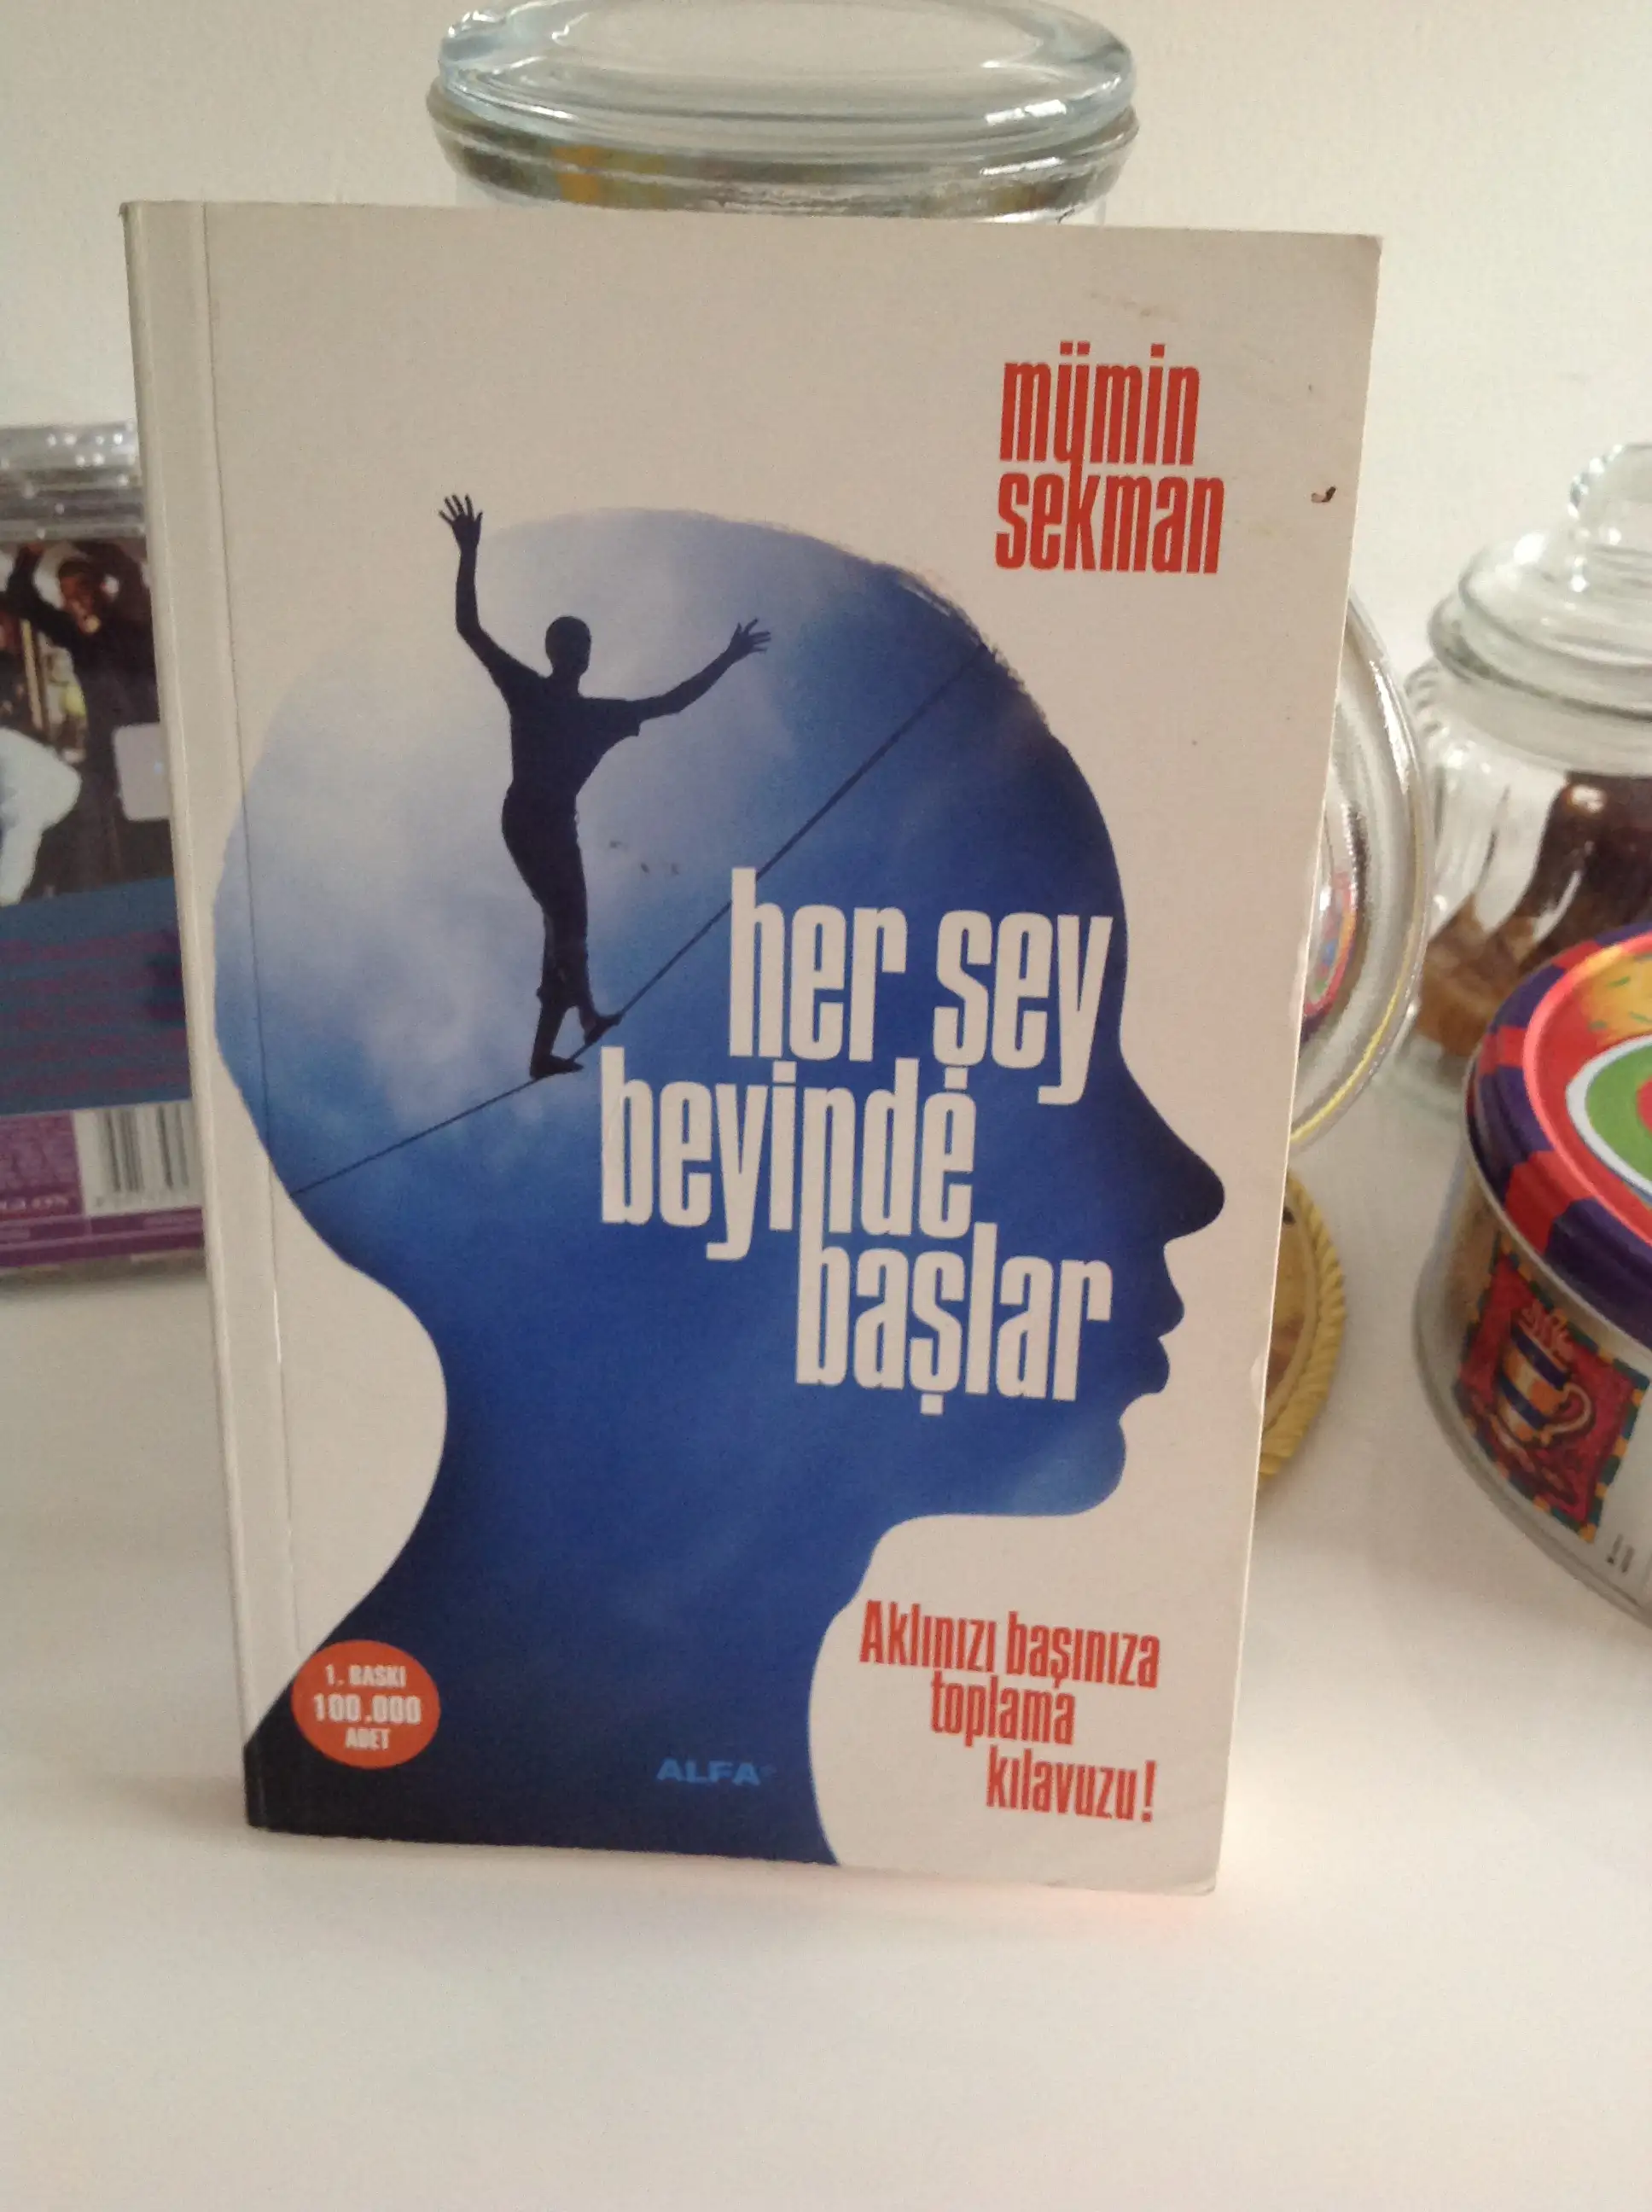 mümin
sekman
her şey
beyinde
başlar
Aklınızı başınıza
toplama
kılavuzu!
1. BASKI
100.000
ADET
ALFA